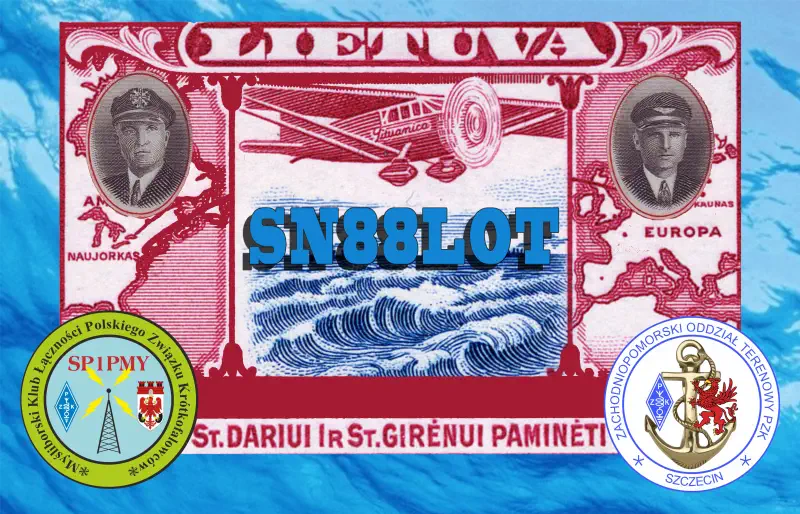 LIETUVA
Lituanica
SN88LOT
AM
NAUJORKAS
KAUNAS
EUROPA
ST. DARIUI IR ST. GIRĖNUI PAMINĖTI
Myśliborski Klub Łączności Polskiego Związku Krótkofalowców
SP1PMY
PZK
ZACHODNIOPOMORSKI ODDZIAŁ TERENOWY PZK
PZK
SZCZECIN